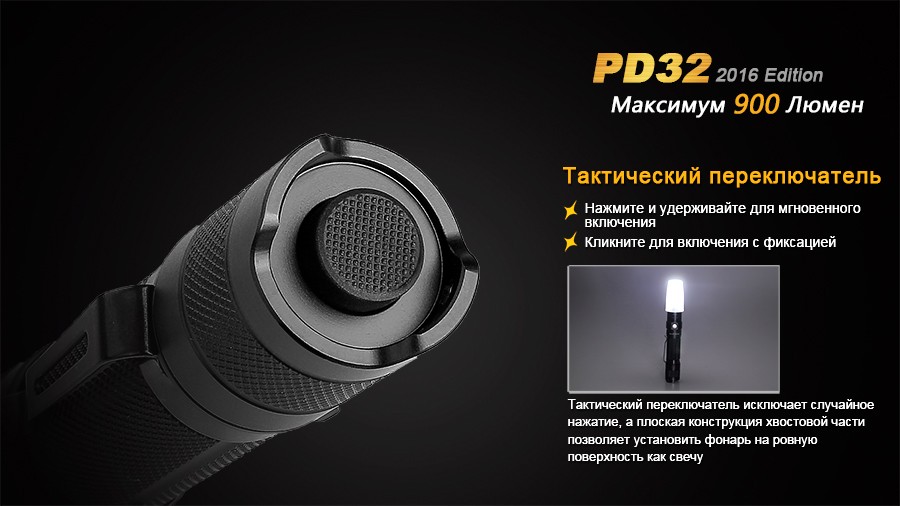 PD32 2016 Edition
Максимум 900 Люмен
Тактический переключатель
Нажмите и удерживайте для мгновенного
включения
Кликните для включения с фиксацией
Тактический переключатель исключает случайное
нажатие, а плоская конструкция хвостовой части
позволяет установить фонарь на ровную
поверхность как свечу